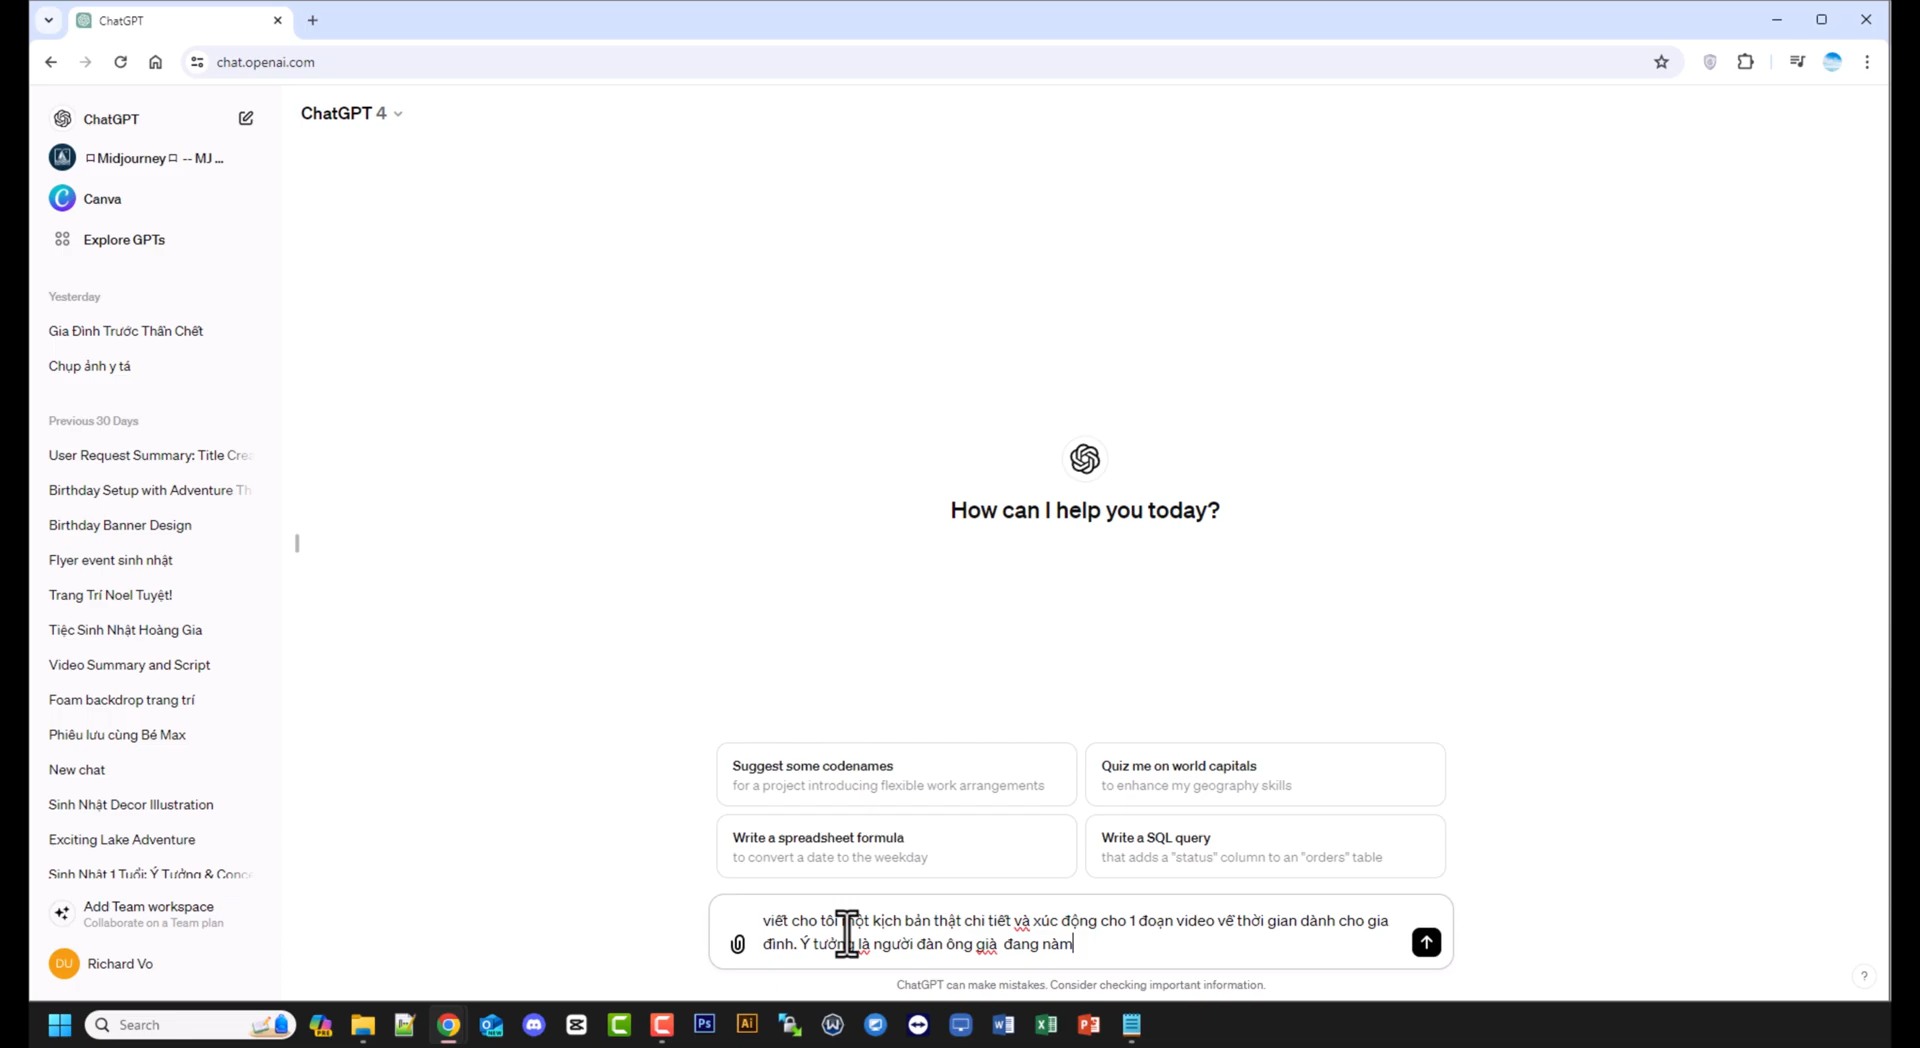 ChatGPT
chat.openai.com
ChatGPT
Midjourney -- MJ ...
Canva
Explore GPTs
Yesterday
Gia Đình Trước Thần Chết
Chụp ảnh y tá
Previous 30 Days
User Request Summary: Title Crea
Birthday Setup with Adventure Th
Birthday Banner Design
Flyer event sinh nhật
Trang Trí Noel Tuyệt!
Tiệc Sinh Nhật Hoàng Gia
Video Summary and Script
Foam backdrop trang trí
Phiêu lưu cùng Bé Max
New chat
Sinh Nhật Decor Illustration
Exciting Lake Adventure
Sinh Nhật 1 Tuổi: Ý Tưởng & Conce
Add Team workspace
Collaborate on a Team plan
DU Richard Vo
ChatGPT 4
How can I help you today?
Suggest some codenames
for a project introducing flexible work arrangements
Quiz me on world capitals
to enhance my geography skills
Write a spreadsheet formula
to convert a date to the weekday
Write a SQL query
that adds a "status" column to an "orders" table
viết cho tôi một kịch bản thật chi tiết và xúc động cho 1 đoạn video về thời gian dành cho gia
đình. Ý tưởng là người đàn ông già đang nàm
ChatGPT can make mistakes. Consider checking important information.
?
Search
PRE
NEW
Ps
Ai